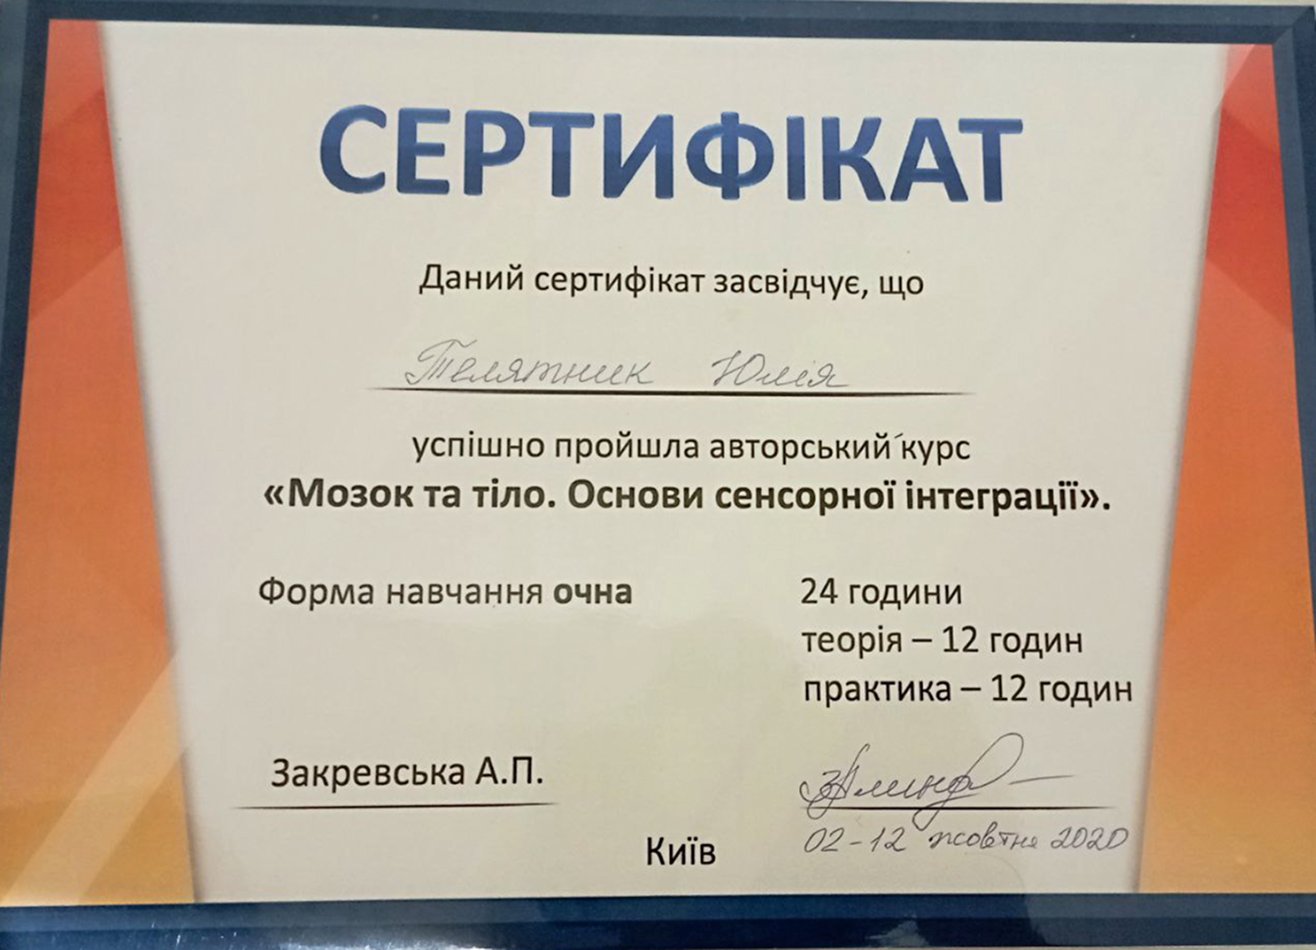 СЕРТИФІКАТ
Даний сертифікат засвідчує, що
Телятник Юлія
успішно пройшла авторський курс
«Мозок та тіло. Основи сенсорної інтеграції».
Форма навчання очна
24 години
теорія – 12 годин
практика – 12 годин
Закревська А.П.
Київ
02-12 жовтня 2020